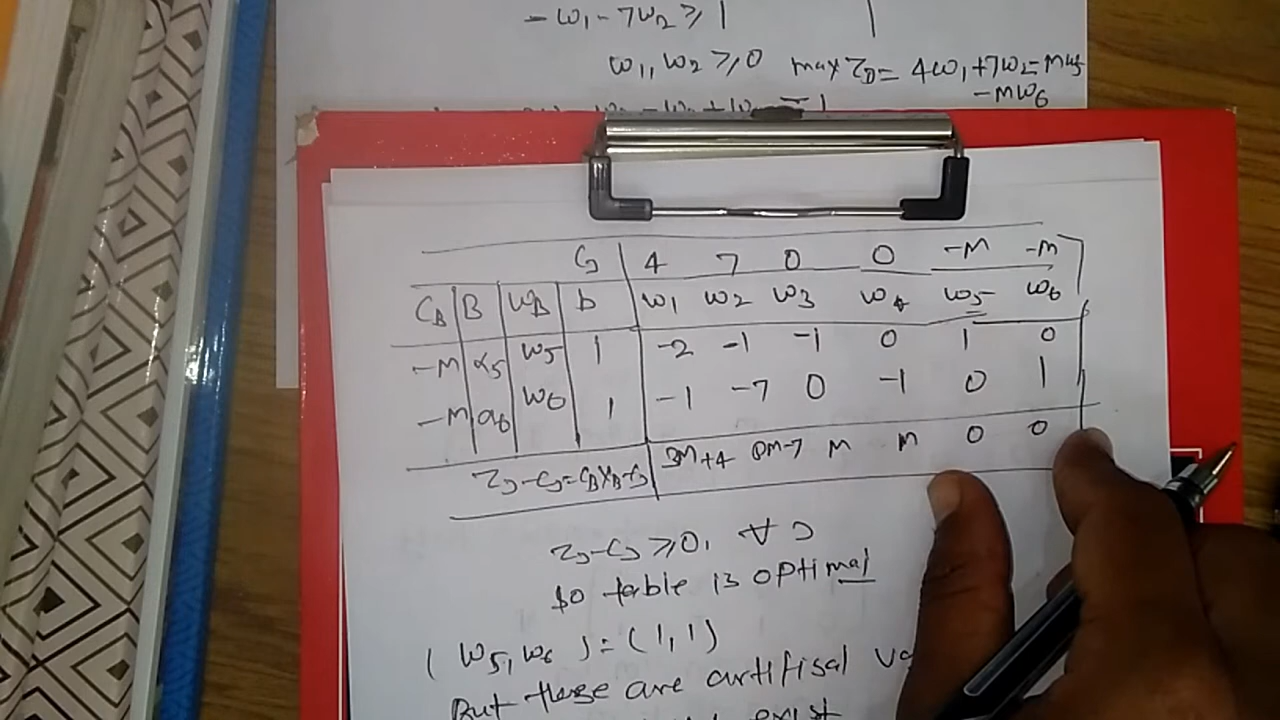 -w1 - 7w2 ≥ 1
w1, w2 ≥ 0 max ZD = 4w1 + 7w2 - Mw5
- Mw6
CJ 4 7 0 0 -M -M
CB B WB b w1 w2 w3 w4 w5 w6
-M α5 w5 1 -2 -1 -1 0 1 0
-M α6 w6 1 -1 -7 0 -1 0 1
ZJ-CJ = CBXB-CJ 3M+4 8M-7 M M 0 0
ZJ-CJ ≥ 0, ∀ J
so table is optimal
(w5, w6) = (1, 1)
But these are artifisal
exist